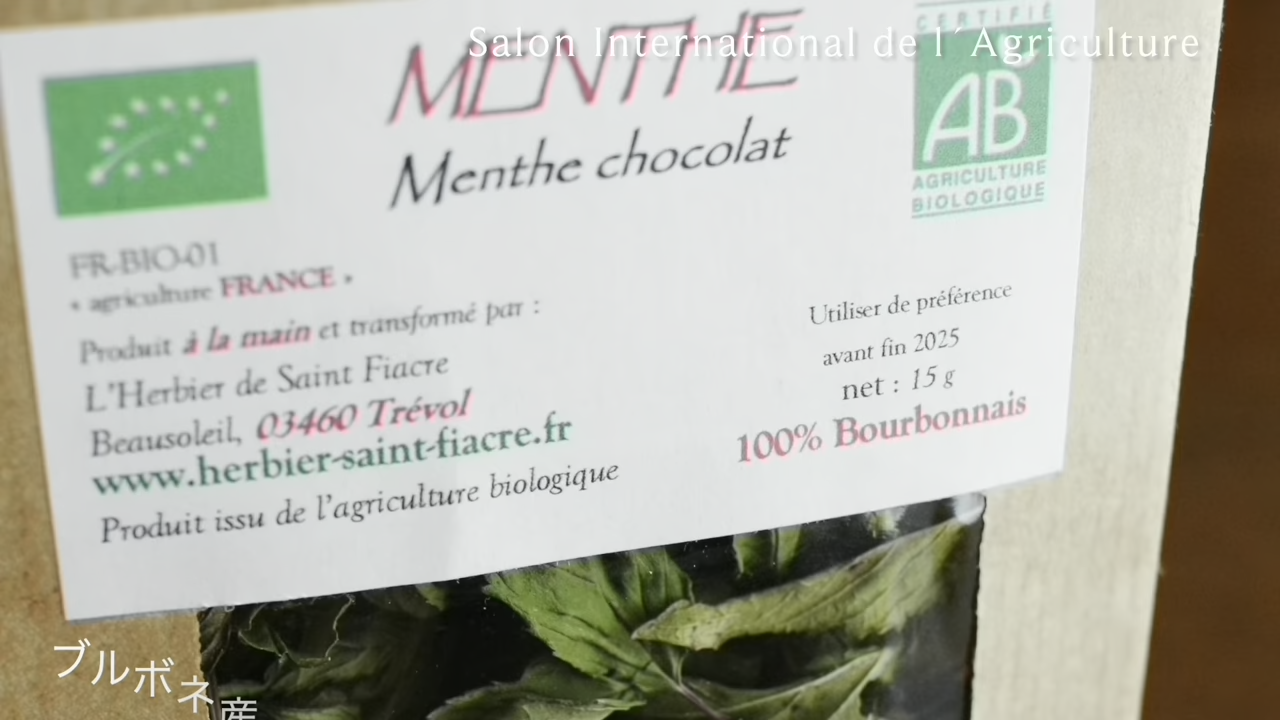 Salon International de l´Agriculture
MENTHE
Menthe chocolat
CERTIFIÉ
AB
AGRICULTURE
BIOLOGIQUE
FR-BIO-01
« agriculture FRANCE »
Produit à la main et transformé par :
L'Herbier de Saint Fiacre
Beausoleil, 03460 Trévol
www.herbier-saint-fiacre.fr
Produit issu de l'agriculture biologique
Utiliser de préférence
avant fin 2025
net : 15 g
100% Bourbonnais
ブルボネ産